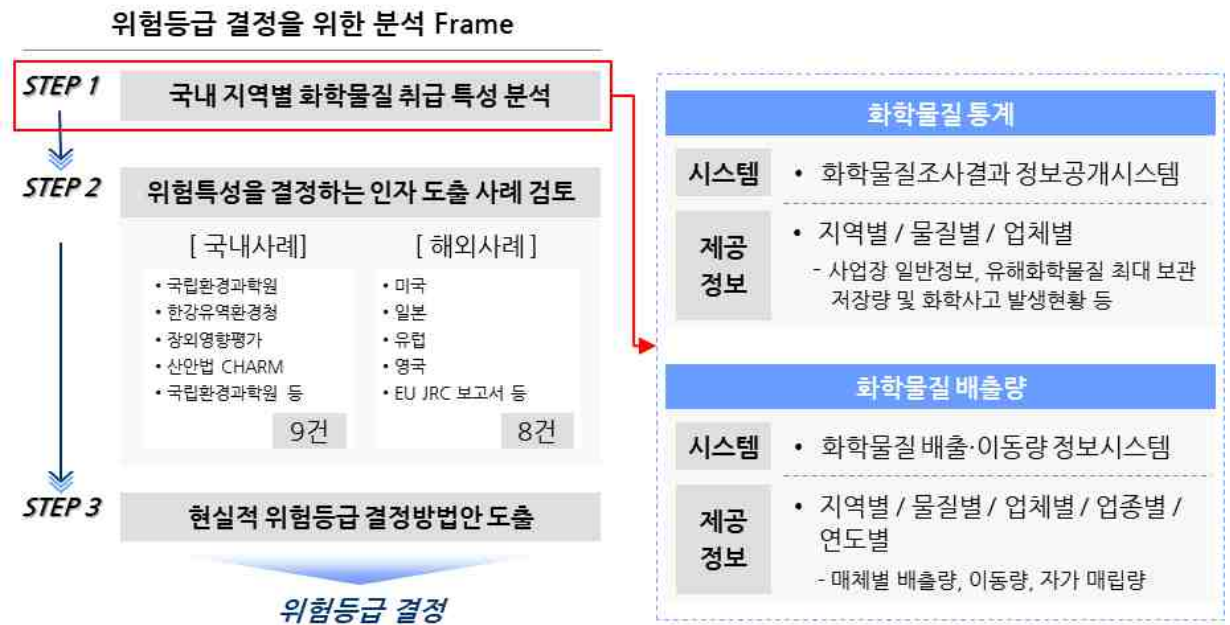 위험등급 결정을 위한 분석 Frame
STEP 1
국내 지역별 화학물질 취급 특성 분석
STEP 2
위험특성을 결정하는 인자 도출 사례 검토
[ 국내사례]
• 국립환경과학원
• 한강유역환경청
• 장외영향평가
• 산안법 CHARM
• 국립환경과학원 등
9건
[ 해외사례 ]
• 미국
• 일본
• 유럽
• 영국
• EU JRC 보고서 등
8건
STEP 3
현실적 위험등급 결정방법안 도출
위험등급 결정
화학물질 통계
시스템
• 화학물질조사결과 정보공개시스템
제공
정보
• 지역별 / 물질별 / 업체별
- 사업장 일반정보, 유해화학물질 최대 보관
저장량 및 화학사고 발생현황 등
화학물질 배출량
시스템
• 화학물질 배출·이동량 정보시스템
제공
정보
• 지역별 / 물질별 / 업체별 / 업종별 /
연도별
- 매체별 배출량, 이동량, 자가 매립량